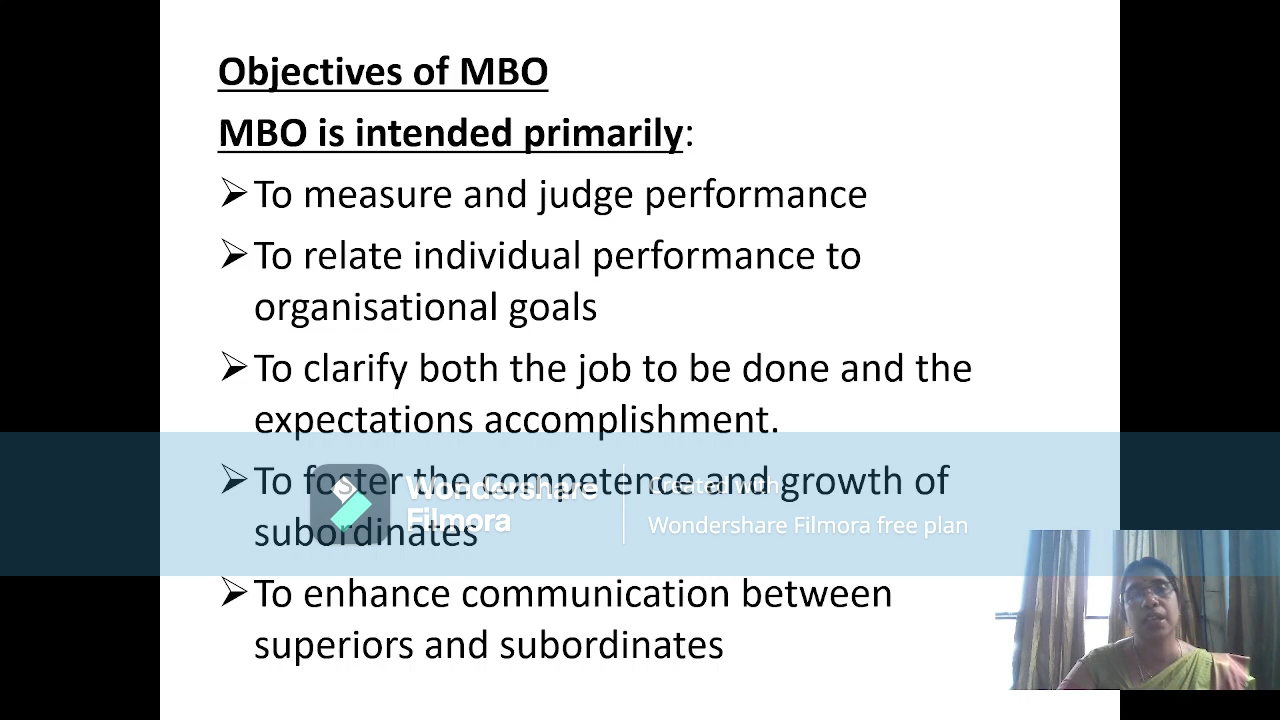 Objectives of MBO
MBO is intended primarily:
➢To measure and judge performance
➢To relate individual performance to
organisational goals
➢To clarify both the job to be done and the
expectations accomplishment.
➢To foster the competence and growth of
subordinates
Wondershare
Filmora
Created with
Wondershare Filmora free plan
➢To enhance communication between
superiors and subordinates